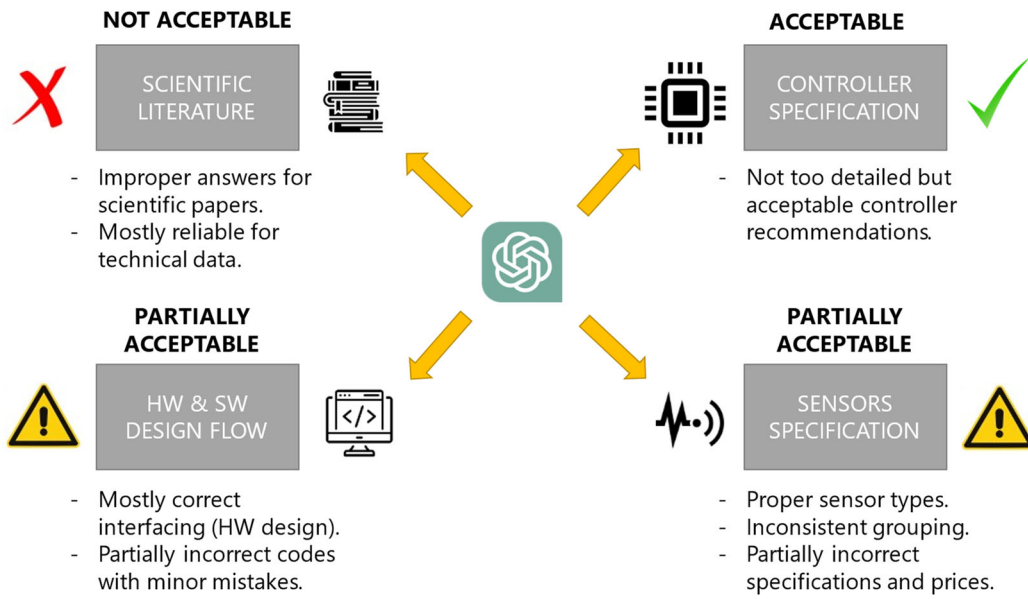 NOT ACCEPTABLE
SCIENTIFIC
LITERATURE
- Improper answers for
scientific papers.
- Mostly reliable for
technical data.
ACCEPTABLE
CONTROLLER
SPECIFICATION
- Not too detailed but
acceptable controller
recommendations.
PARTIALLY
ACCEPTABLE
HW & SW
DESIGN FLOW
</>
- Mostly correct
interfacing (HW design).
- Partially incorrect codes
with minor mistakes.
PARTIALLY
ACCEPTABLE
SENSORS
SPECIFICATION
- Proper sensor types.
- Inconsistent grouping.
- Partially incorrect
specifications and prices.